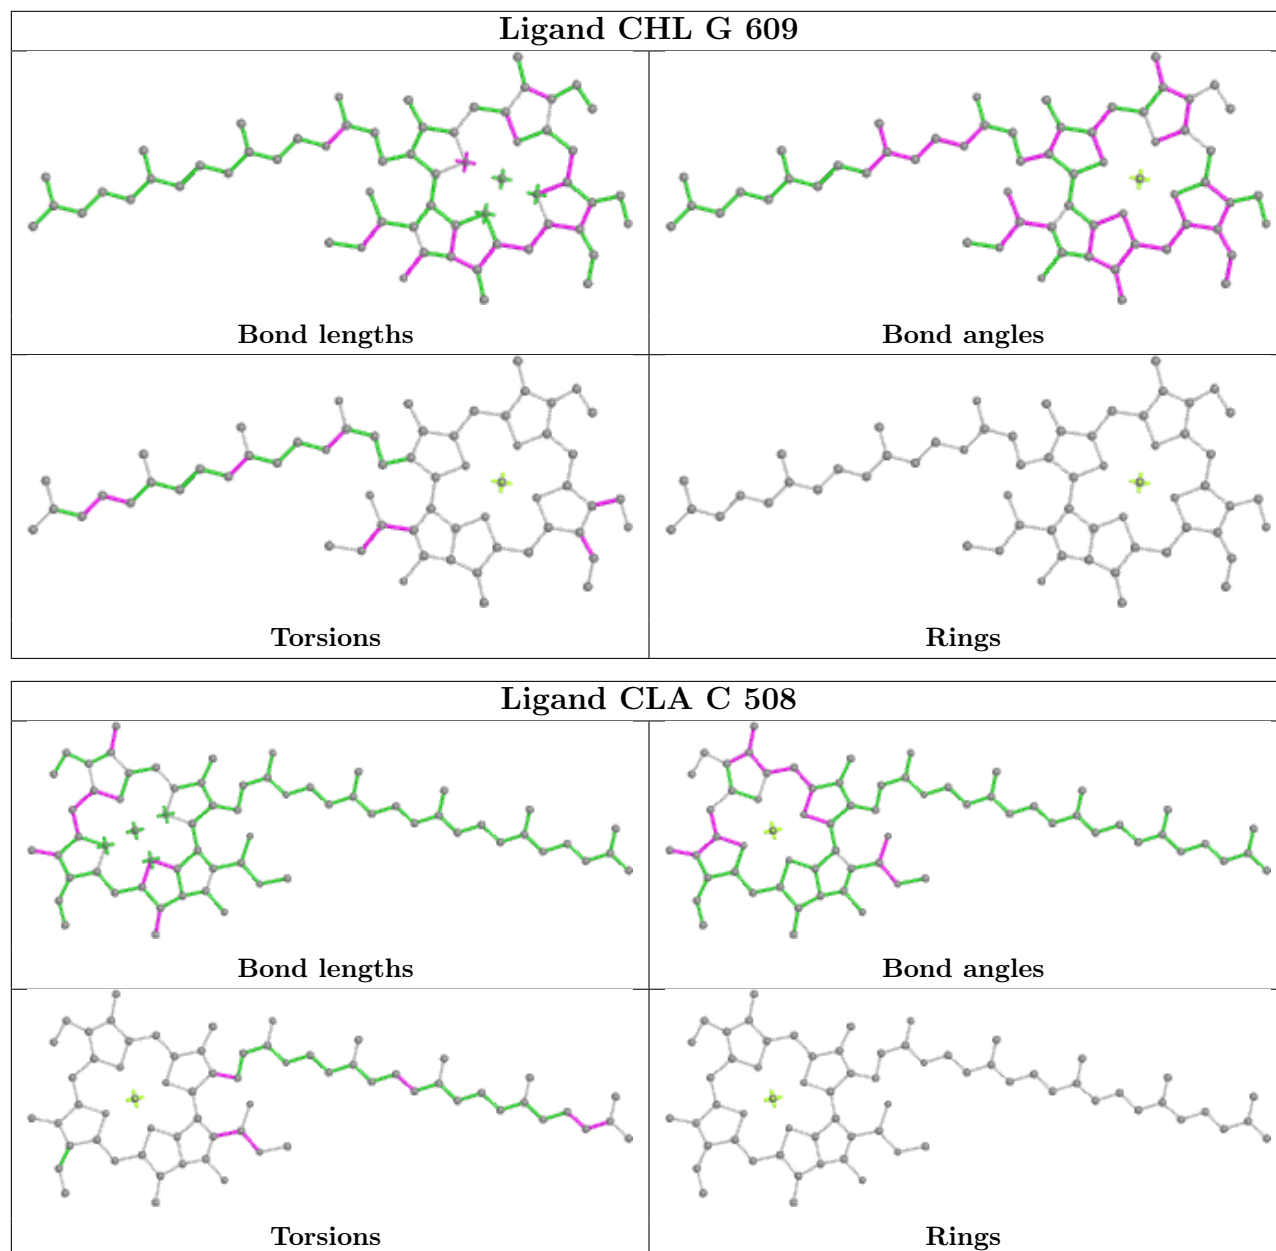 Ligand CHL G 609
Bond lengths
Bond angles
Torsions
Rings
Ligand CLA C 508
Bond lengths
Bond angles
Torsions
Rings